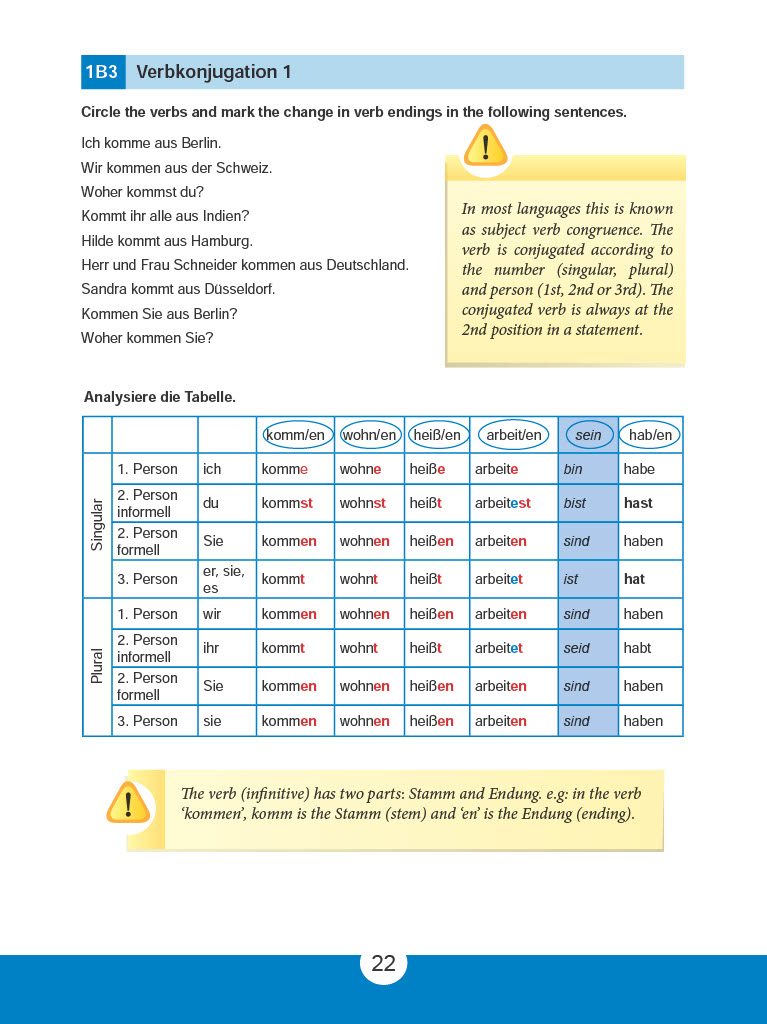 1B3 Verbkonjugation 1
Circle the verbs and mark the change in verb endings in the following sentences.
Ich komme aus Berlin.
Wir kommen aus der Schweiz.
Woher kommst du?
Kommt ihr alle aus Indien?
Hilde kommt aus Hamburg.
Herr und Frau Schneider kommen aus Deutschland.
Sandra kommt aus Düsseldorf.
Kommen Sie aus Berlin?
Woher kommen Sie?
!
In most languages this is known
as subject verb congruence. The
verb is conjugated according to
the number (singular, plural)
and person (1st, 2nd or 3rd). The
conjugated verb is always at the
2nd position in a statement.
Analysiere die Tabelle.
komm/en wohn/en heiß/en arbeit/en sein hab/en
Singular
1. Person ich komme wohne heiße arbeite bin habe
2. Person
informell du kommst wohnst heißt arbeitest bist hast
2. Person
formell Sie kommen wohnen heißen arbeiten sind haben
3. Person er, sie,
es kommt wohnt heißt arbeitet ist hat
Plural
1. Person wir kommen wohnen heißen arbeiten sind haben
2. Person
informell ihr kommt wohnt heißt arbeitet seid habt
2. Person
formell Sie kommen wohnen heißen arbeiten sind haben
3. Person sie kommen wohnen heißen arbeiten sind haben
!
The verb (infinitive) has two parts: Stamm and Endung. e.g: in the verb
‘kommen’, komm is the Stamm (stem) and ‘en’ is the Endung (ending).
22